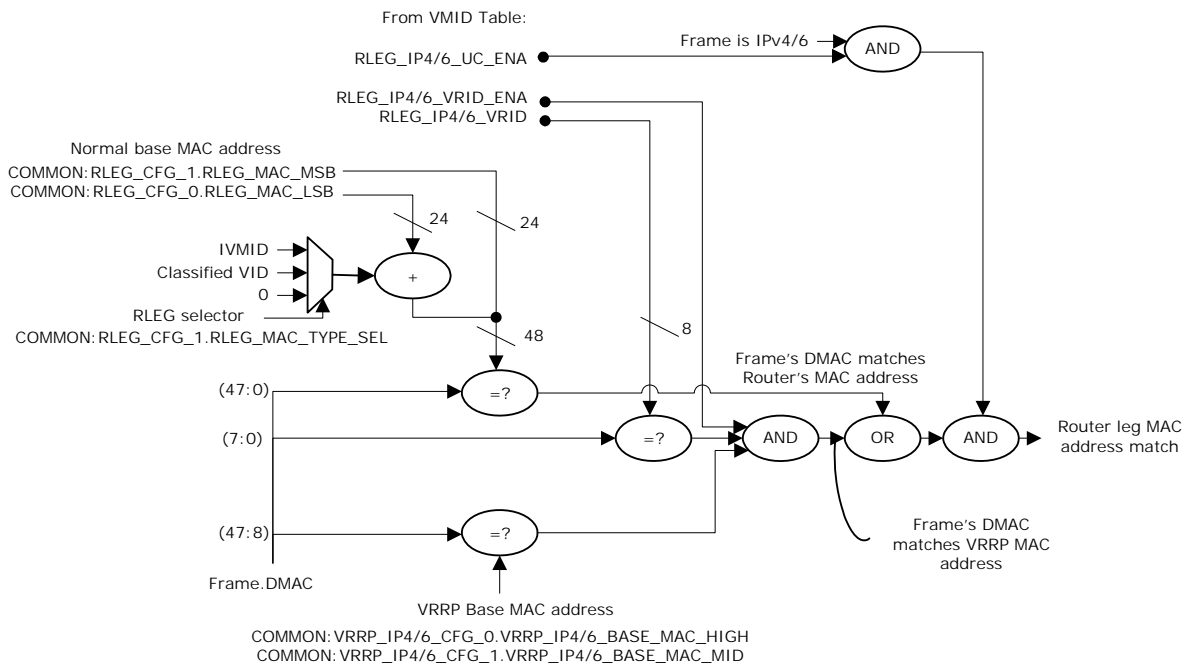 From VMID Table:
Frame is IPv4/6
AND
RLEG_IP4/6_UC_ENA
RLEG_IP4/6_VRID_ENA
RLEG_IP4/6_VRID
Normal base MAC address
COMMON:RLEG_CFG_1.RLEG_MAC_MSB
COMMON:RLEG_CFG_0.RLEG_MAC_LSB
24
24
IVMID
Classified VID
0
+
RLEG selector
COMMON:RLEG_CFG_1.RLEG_MAC_TYPE_SEL
48
8
Frame's DMAC matches
Router's MAC address
(47:0)
=?
(7:0)
=?
AND
OR
AND
Router leg MAC
address match
(47:8)
=?
Frame's DMAC
matches VRRP MAC
address
Frame.DMAC
VRRP Base MAC address
COMMON:VRRP_IP4/6_CFG_0.VRRP_IP4/6_BASE_MAC_HIGH
COMMON:VRRP_IP4/6_CFG_1.VRRP_IP4/6_BASE_MAC_MID